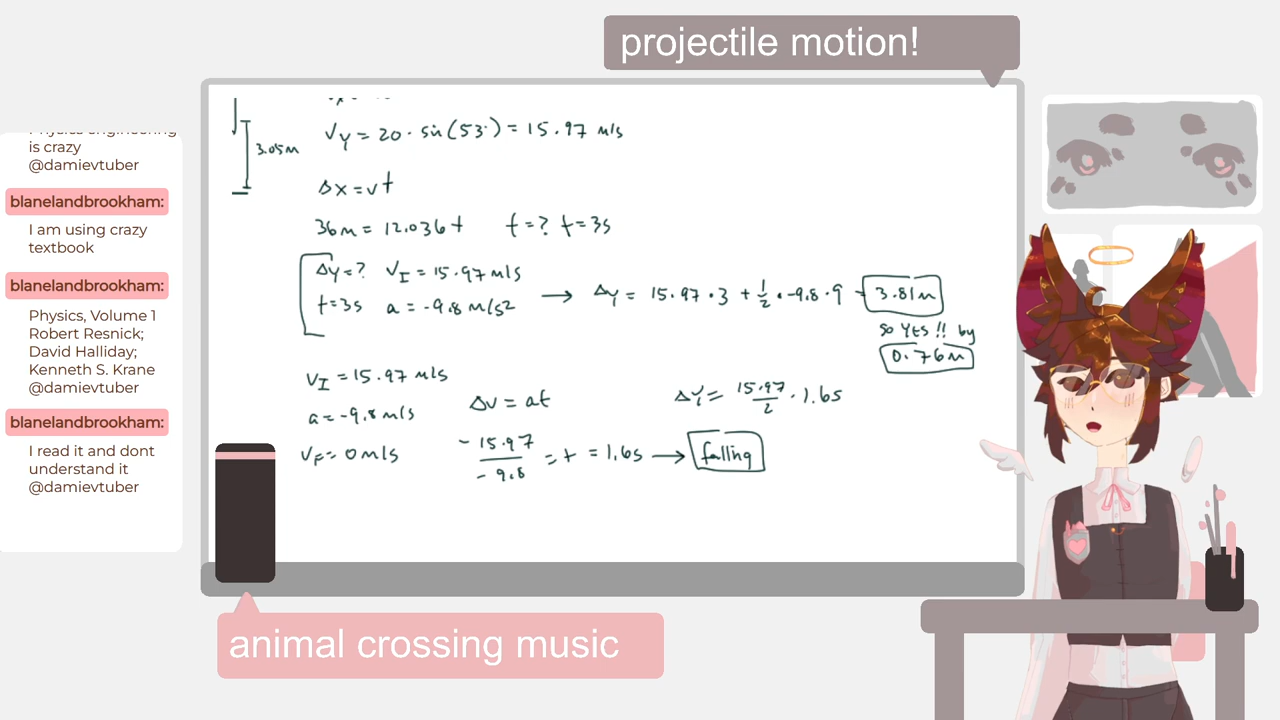 projectile motion!
Physics engineering
is crazy
@damievtuber
blanelandbrookham:
I am using crazy
textbook
blanelandbrookham:
Physics, Volume 1
Robert Resnick;
David Halliday;
Kenneth S. Krane
@damievtuber
blanelandbrookham:
I read it and dont
understand it
@damievtuber
3.05m
Vy = 20 · sin(53°) = 15.97 m/s
Δx = vt
36m = 12.036t t = ? t = 3s
Δy = ? VI = 15.97 m/s
t = 3s a = -9.8 m/s² → Δy = 15.97 · 3 + 1/2 · -9.8 · 9 = 3.81m
so YES!! by
0.76m
VI = 15.97 m/s
a = -9.8 m/s Δv = at Δy = 15.97/2 · 1.6s
VF = 0 m/s -15.97/-9.8 = t = 1.6s → falling
animal crossing music